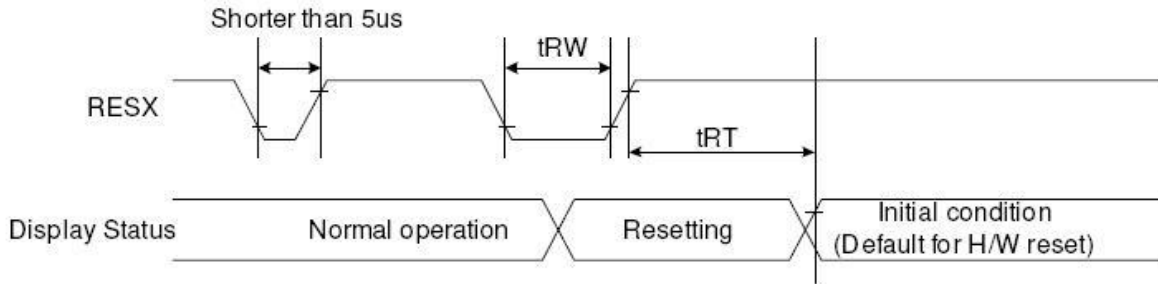 Shorter than 5us
tRW
RESX
tRT
Display Status
Normal operation
Resetting
Initial condition
(Default for H/W reset)